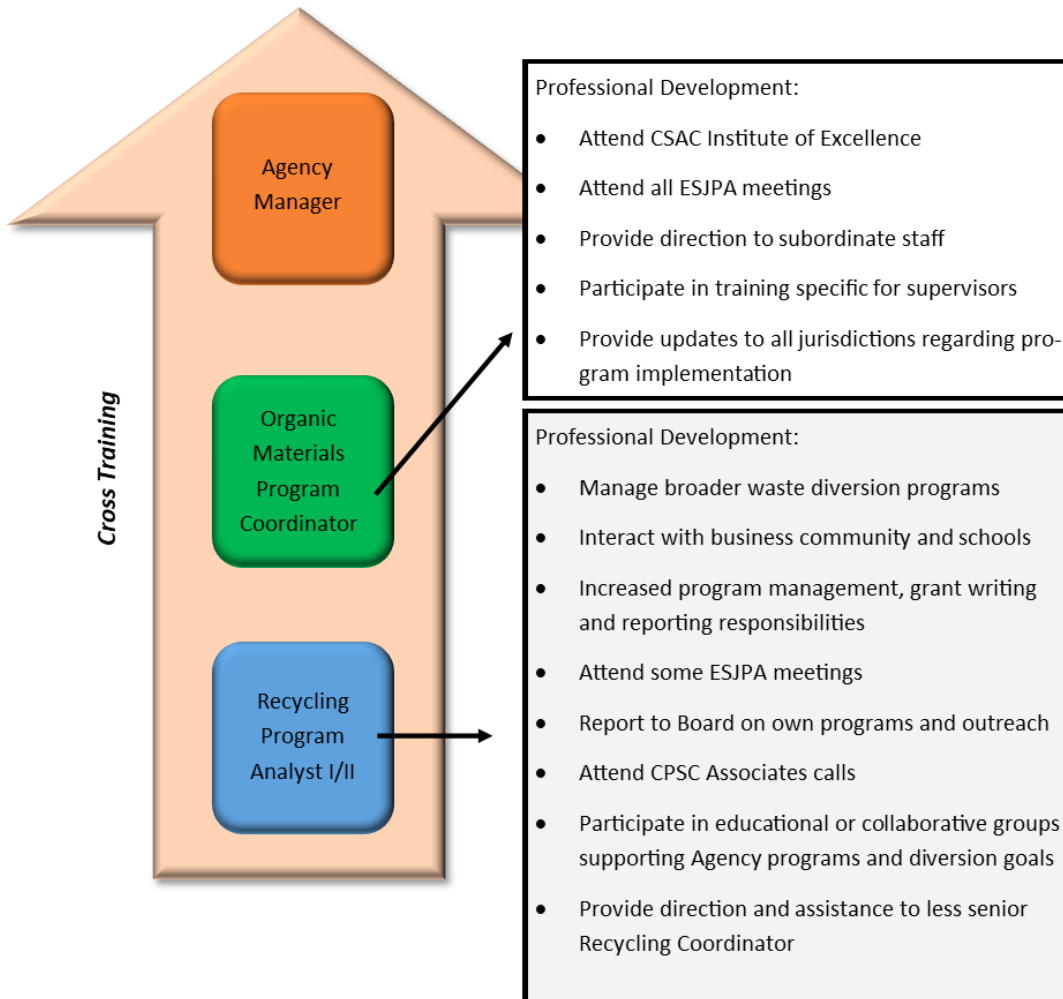 Agency
Manager
Cross Training
Organic
Materials
Program
Coordinator
Recycling
Program
Analyst I/II
Professional Development:
• Attend CSAC Institute of Excellence
• Attend all ESJPA meetings
• Provide direction to subordinate staff
• Participate in training specific for supervisors
• Provide updates to all jurisdictions regarding pro-
gram implementation
Professional Development:
• Manage broader waste diversion programs
• Interact with business community and schools
• Increased program management, grant writing
and reporting responsibilities
• Attend some ESJPA meetings
• Report to Board on own programs and outreach
• Attend CPSC Associates calls
• Participate in educational or collaborative groups
supporting Agency programs and diversion goals
• Provide direction and assistance to less senior
Recycling Coordinator